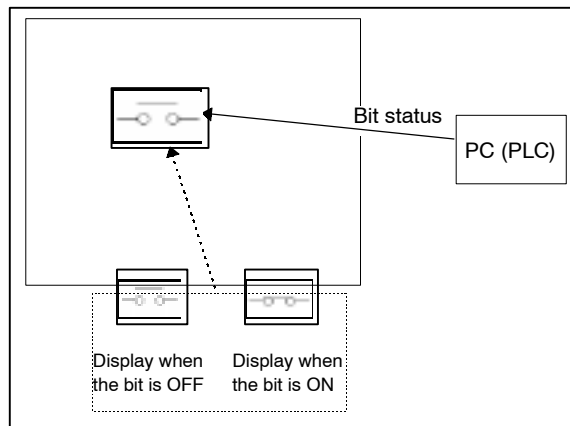 Bit status
PC (PLC)
Display when
the bit is OFF
Display when
the bit is ON